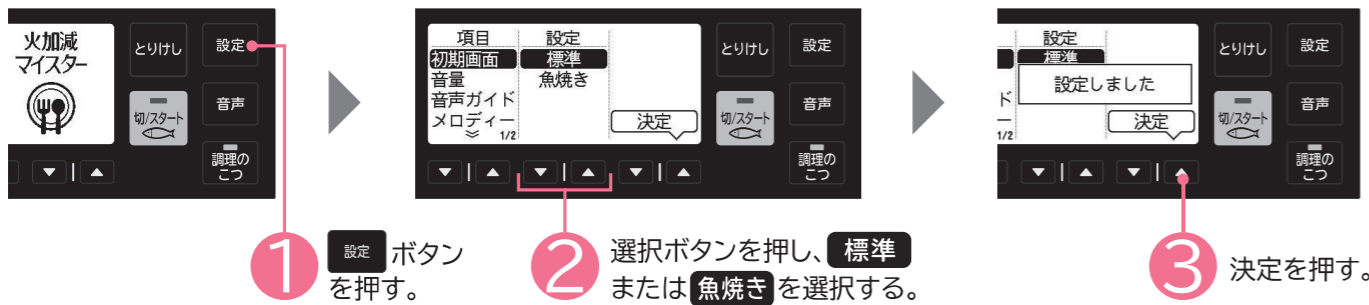 火加減
マイスター
とりけし
設定
切/スタート
音声
調理の
こつ
項目 設定
初期画面 標準
音量 魚焼き
音声ガイド
メロディー
1/2
決定
とりけし
設定
切/スタート
音声
調理の
こつ
設定
標準
設定しました
ド
ー
1/2
決定
とりけし
設定
切/スタート
音声
調理の
こつ
1 設定 ボタン
を押す。
2 選択ボタンを押し、 標準
または 魚焼き を選択する。
3 決定を押す。